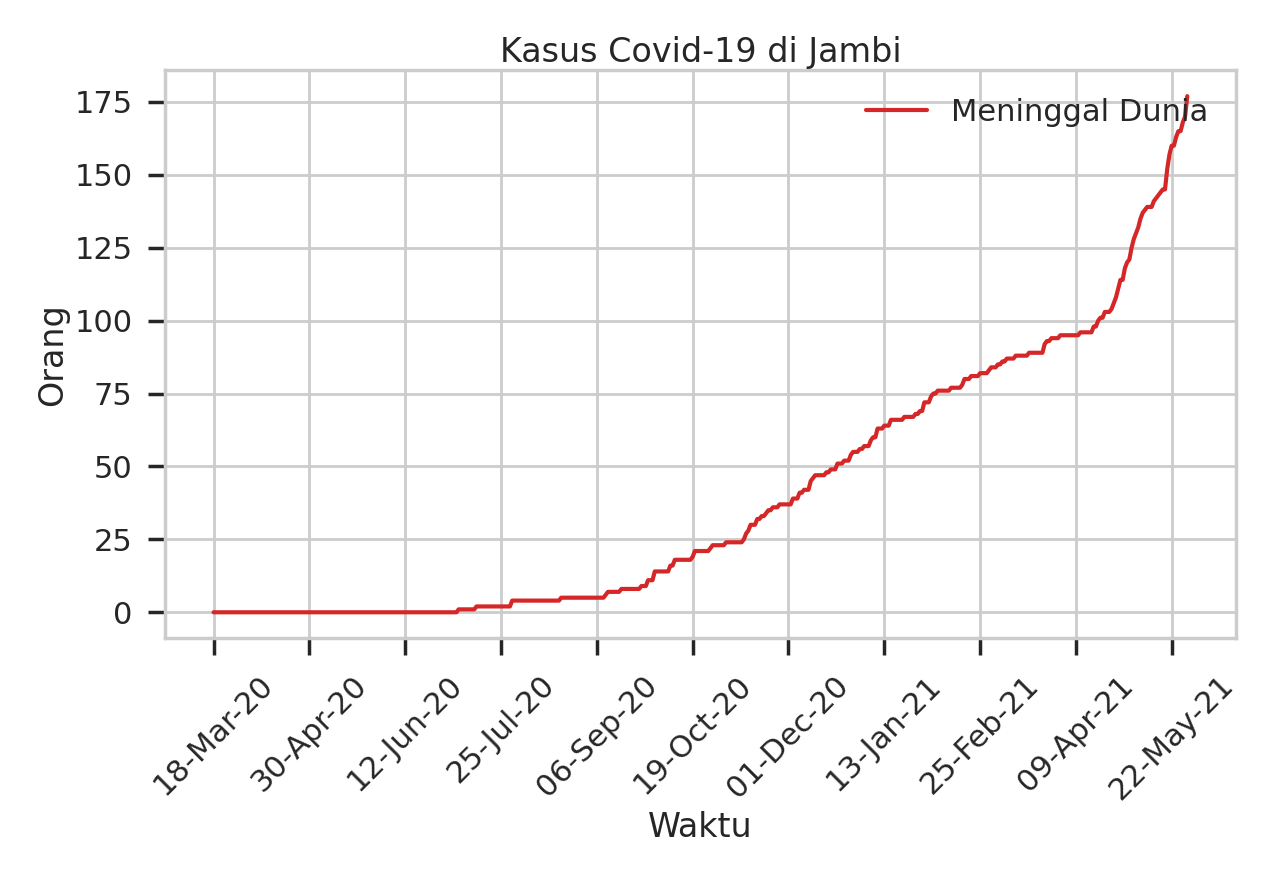 Kasus Covid-19 di Jambi
Meninggal Dunia
175
150
125
100
75
50
25
0
Orang
18-Mar-20
30-Apr-20
12-Jun-20
25-Jul-20
06-Sep-20
19-Oct-20
01-Dec-20
13-Jan-21
25-Feb-21
09-Apr-21
22-May-21
Waktu